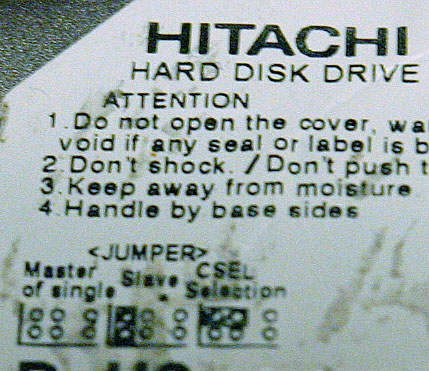 HITACHI
HARD DISK DRIVE
ATTENTION
1.Do not open the cover, wa
void if any seal or label is b
2.Don't shock. / Don't push t
3.Keep away from moisture.
4.Handle by base sides
<JUMPER>
Master Slave CSEL
of single Selection